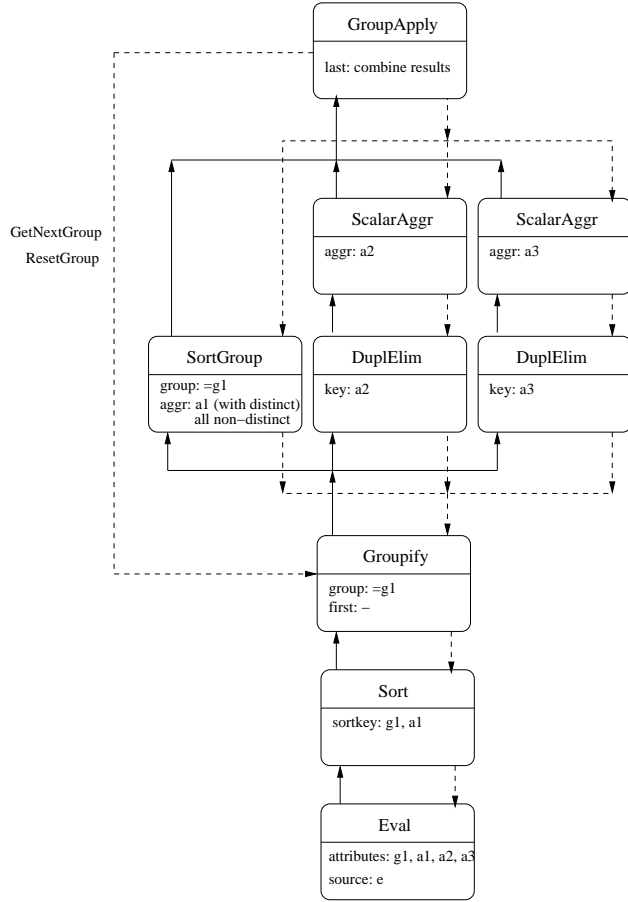 GroupApply
last: combine results
GetNextGroup
ResetGroup
ScalarAggr
aggr: a2
ScalarAggr
aggr: a3
SortGroup
group: =g1
aggr: a1 (with distinct)
all non−distinct
DuplElim
key: a2
DuplElim
key: a3
Groupify
group: =g1
first: −
Sort
sortkey: g1, a1
Eval
attributes: g1, a1, a2, a3
source: e